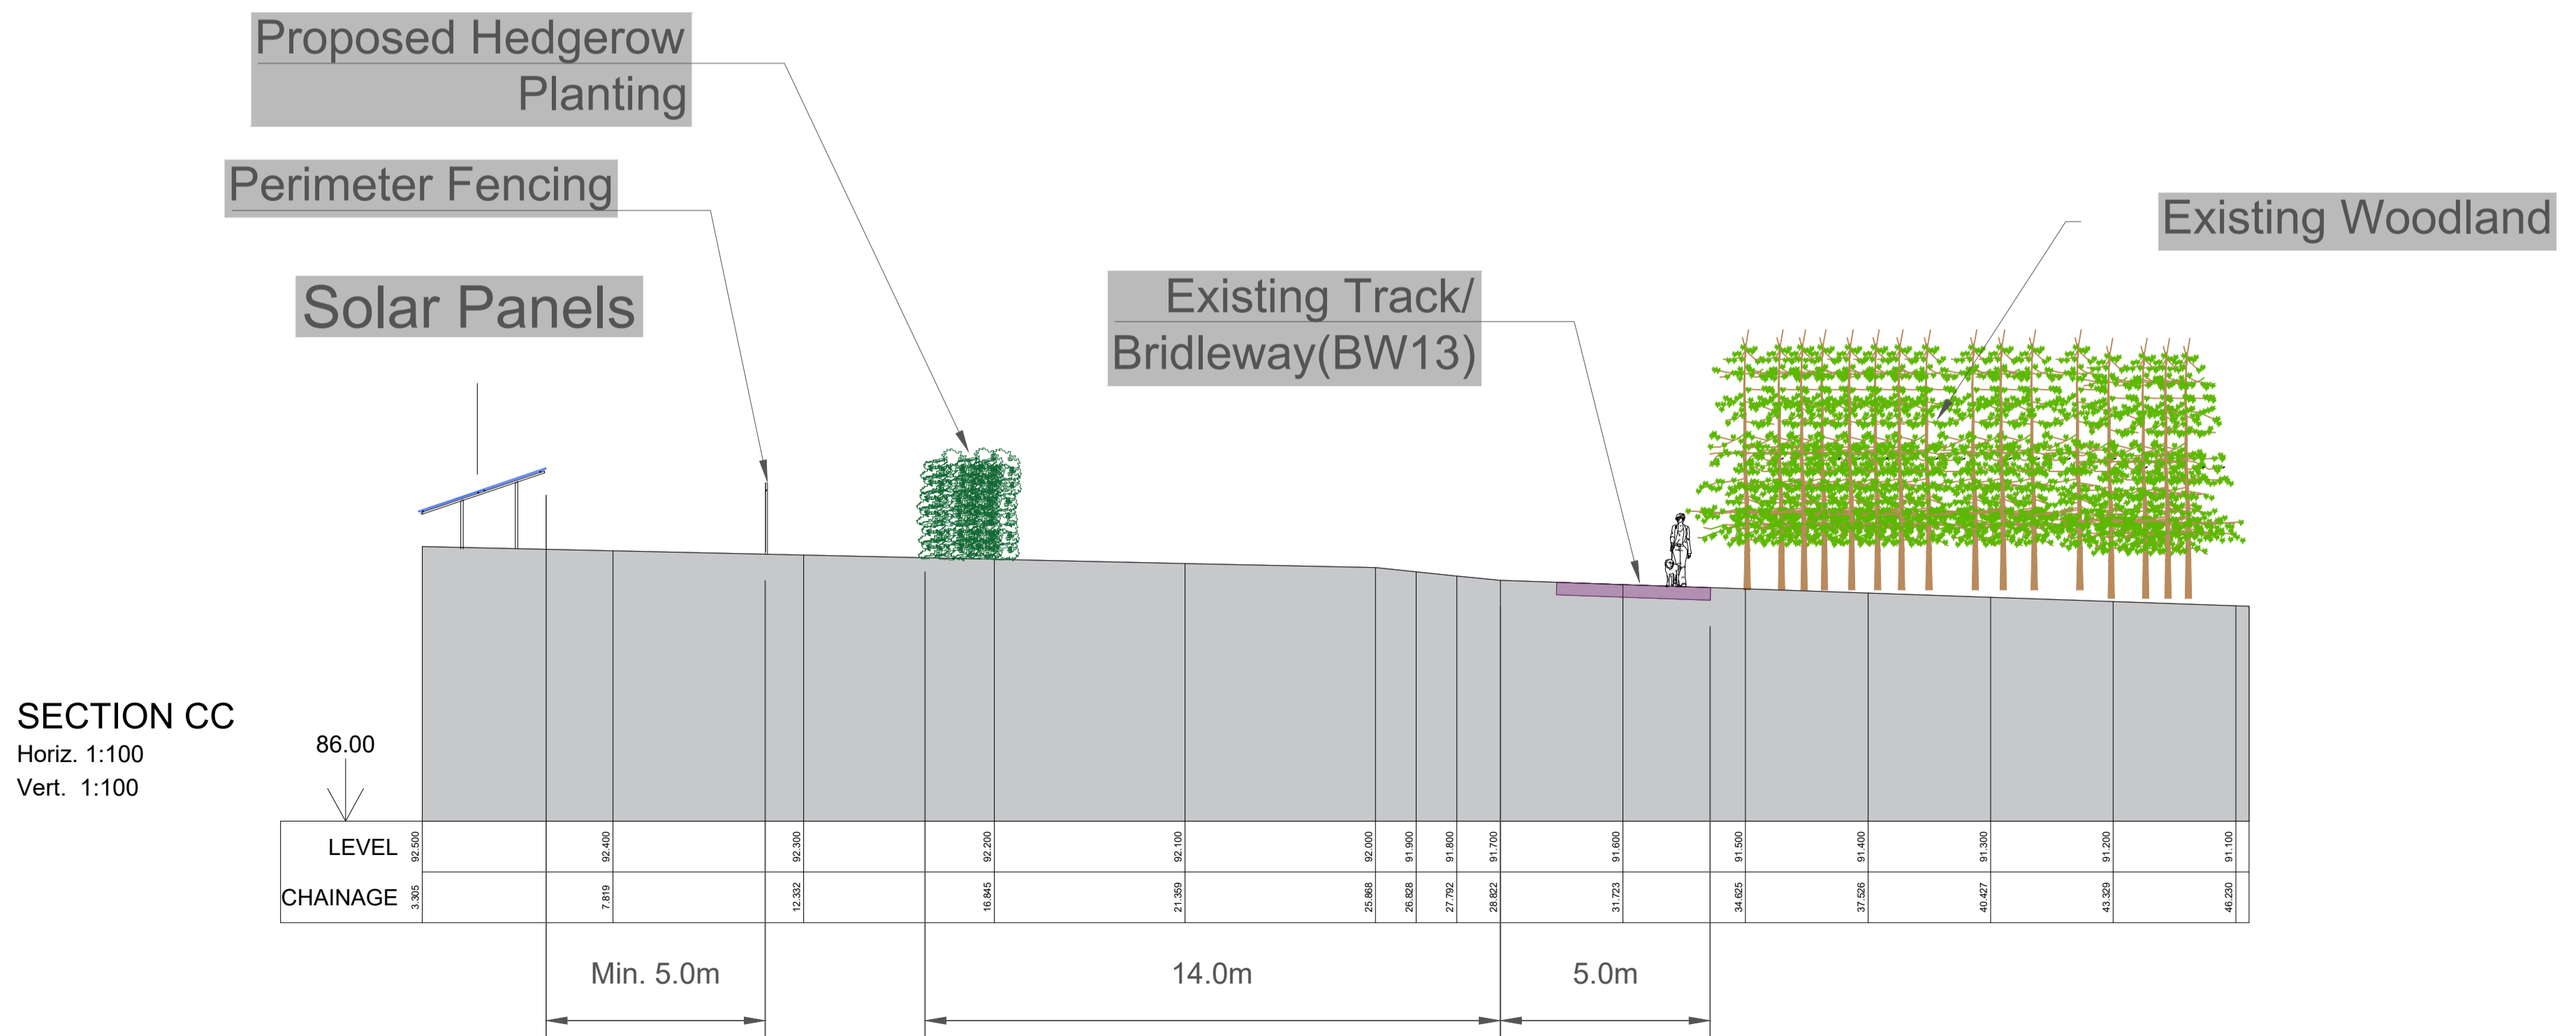 Proposed Hedgerow
Planting
Perimeter Fencing
Existing Woodland
Solar Panels
Existing Track/
Bridleway(BW13)
SECTION CC
Horiz. 1:100
Vert. 1:100
86.00
LEVEL 92.500 92.400 92.300 92.200 92.100 92.000 91.900 91.800 91.700 91.600 91.500 91.400 91.300 91.200 91.100
CHAINAGE 3.305 7.819 12.332 16.845 21.359 25.868 26.828 27.792 28.822 31.723 34.625 37.526 40.427 43.329 46.230
Min. 5.0m 14.0m 5.0m